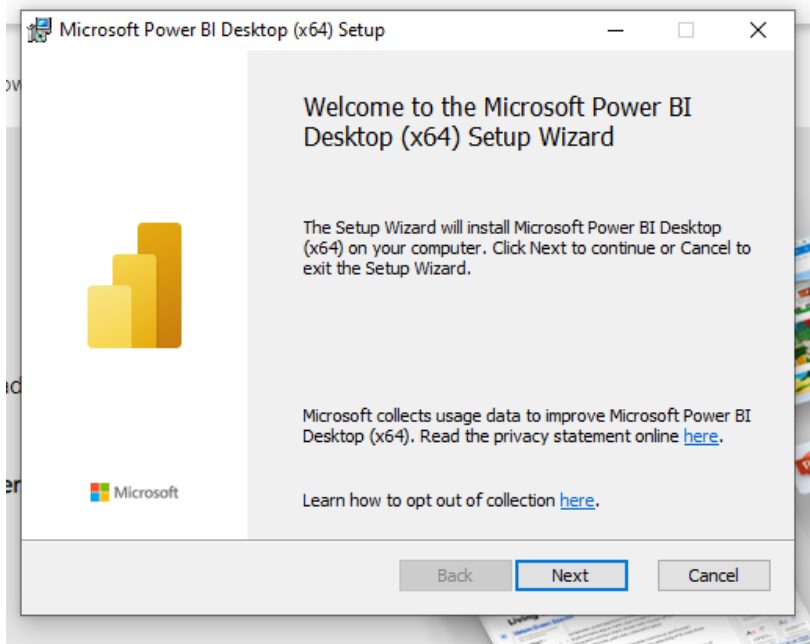 Microsoft Power BI Desktop (x64) Setup
Welcome to the Microsoft Power BI
Desktop (x64) Setup Wizard
The Setup Wizard will install Microsoft Power BI Desktop
(x64) on your computer. Click Next to continue or Cancel to
exit the Setup Wizard.
Microsoft collects usage data to improve Microsoft Power BI
Desktop (x64). Read the privacy statement online here.
Microsoft
Learn how to opt out of collection here.
Back
Next
Cancel